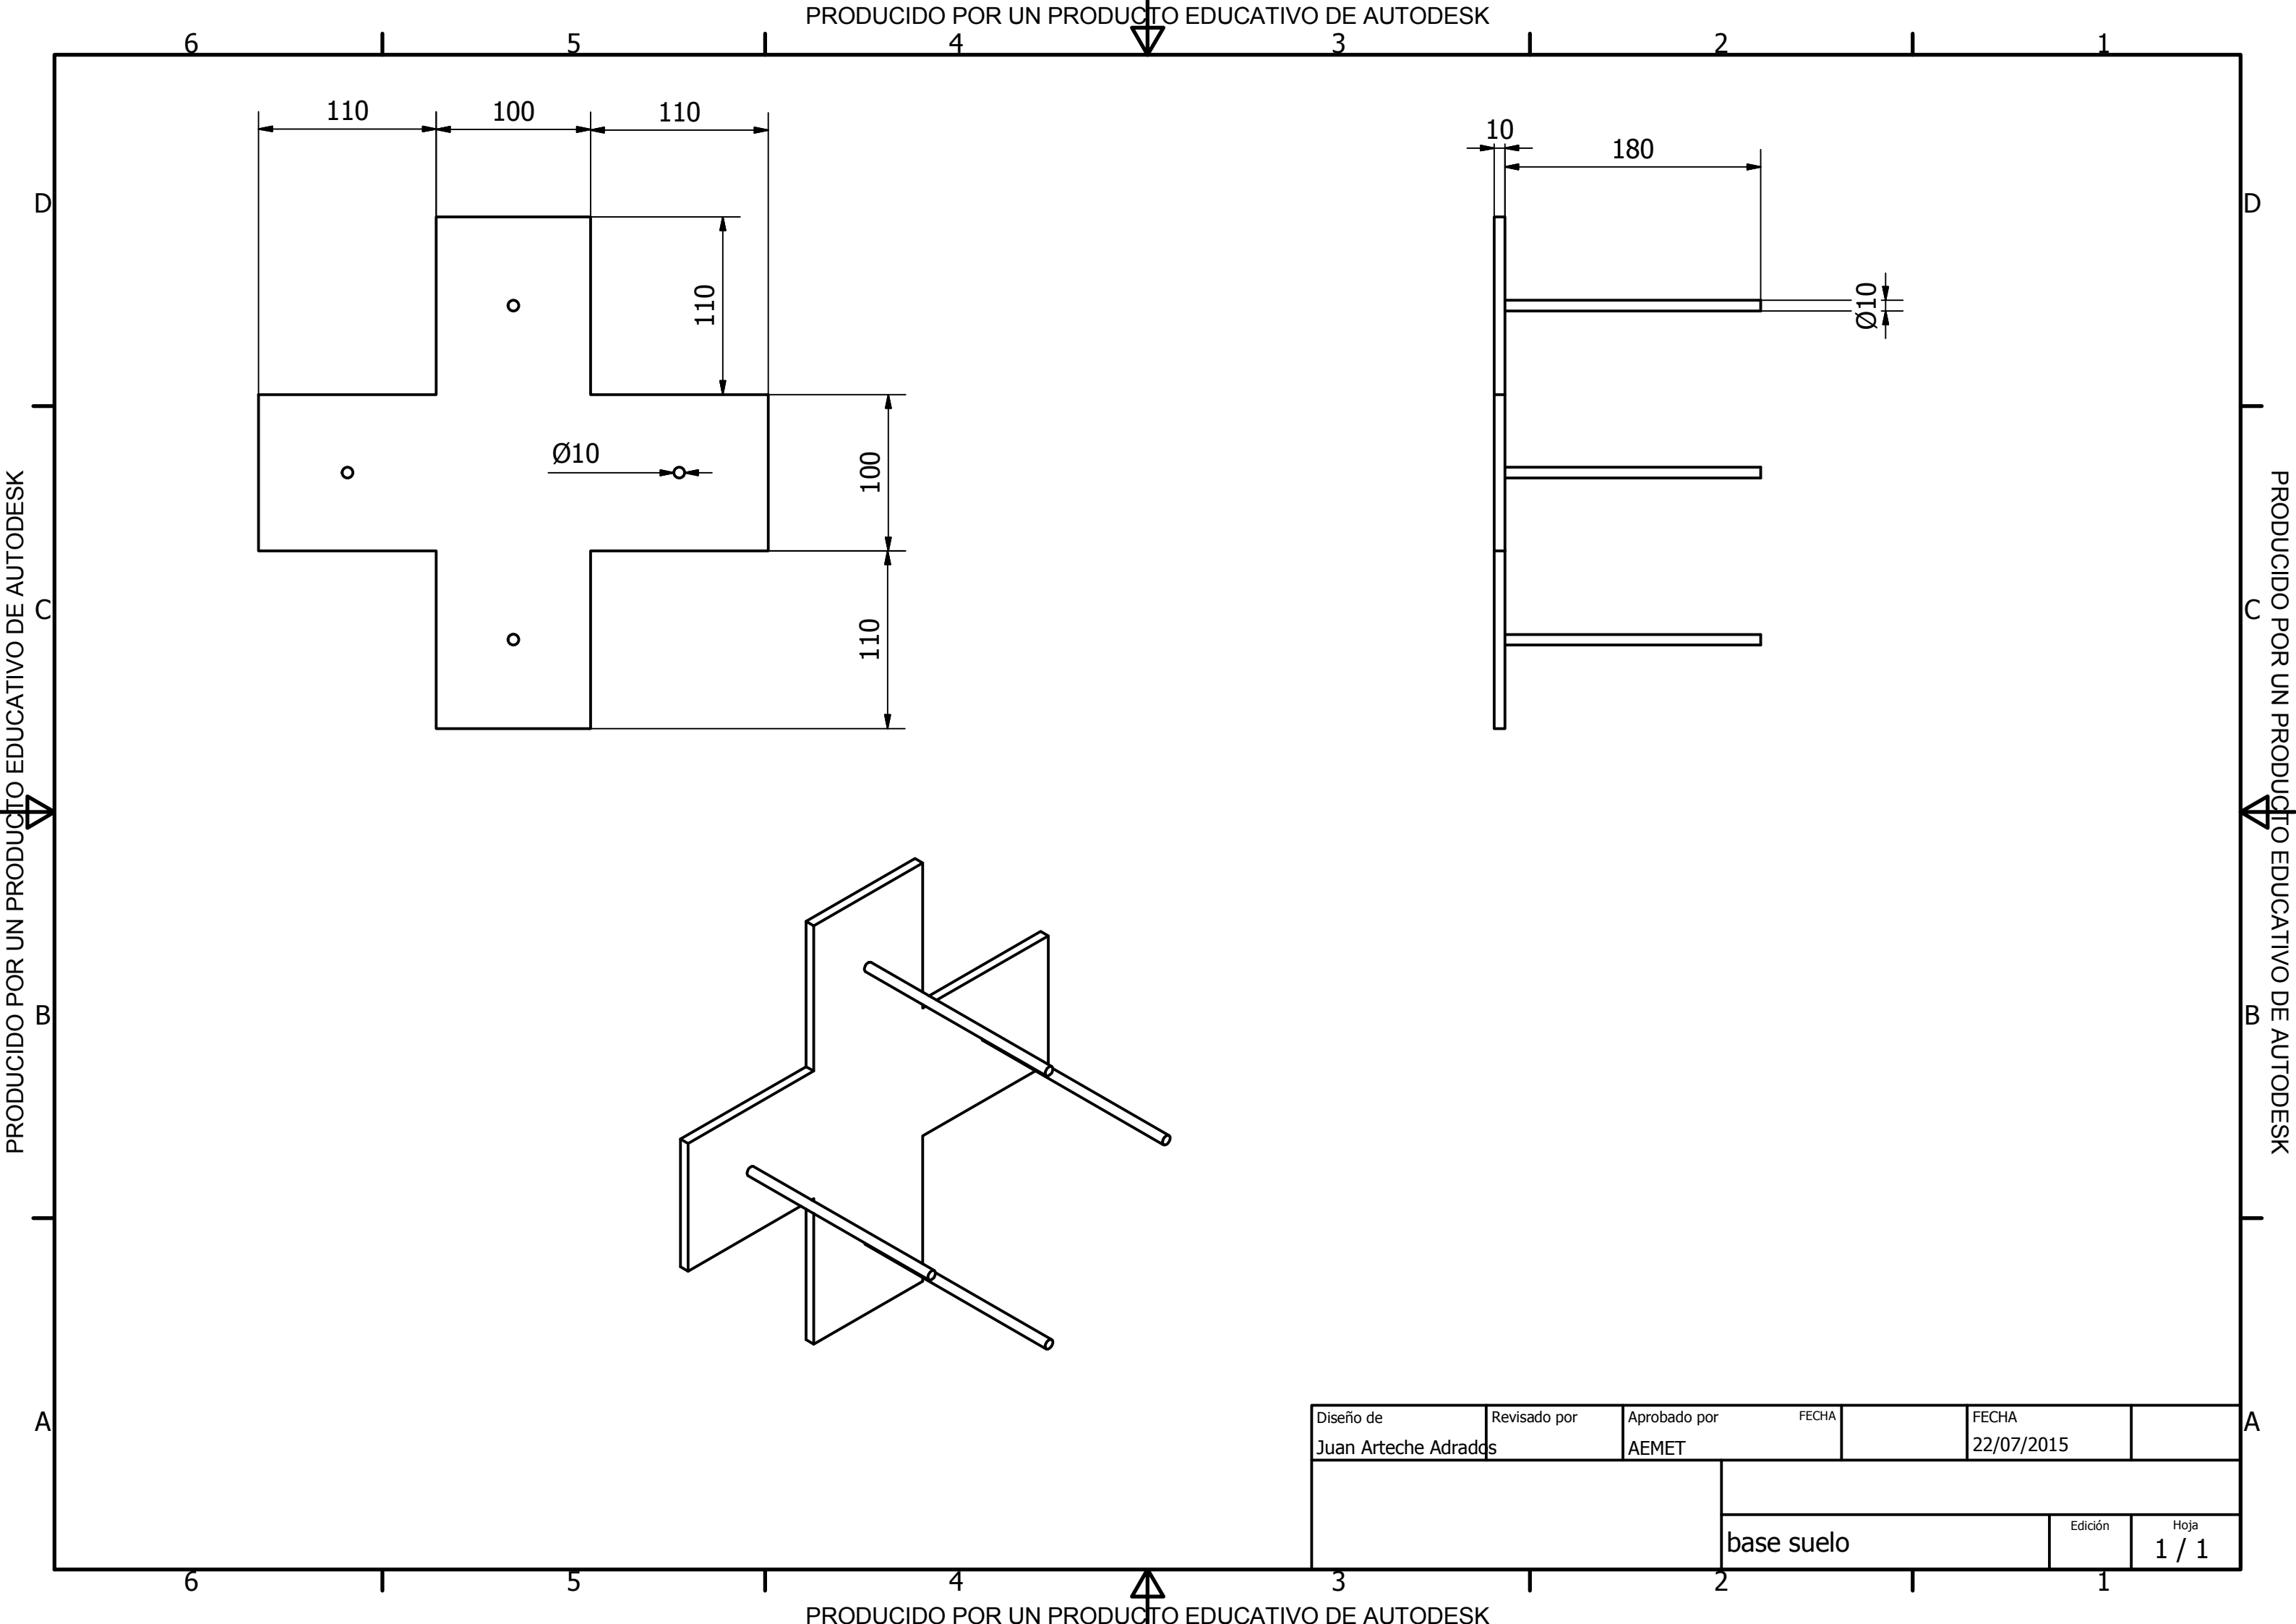 PRODUCIDO POR UN PRODUCTO EDUCATIVO DE AUTODESK
6 5 4 3 2 1
110 100 110
10
180
D D
110
Ø10
Ø10
100
110
PRODUCIDO POR UN PRODUCTO EDUCATIVO DE AUTODESK
PRODUCIDO POR UN PRODUCTO EDUCATIVO DE AUTODESK
C C
B B
A A
Diseño de Revisado por Aprobado por FECHA FECHA
Juan Arteche Adrados AEMET 22/07/2015
Edición Hoja
base suelo 1 / 1
6 5 4 3 2 1
PRODUCIDO POR UN PRODUCTO EDUCATIVO DE AUTODESK